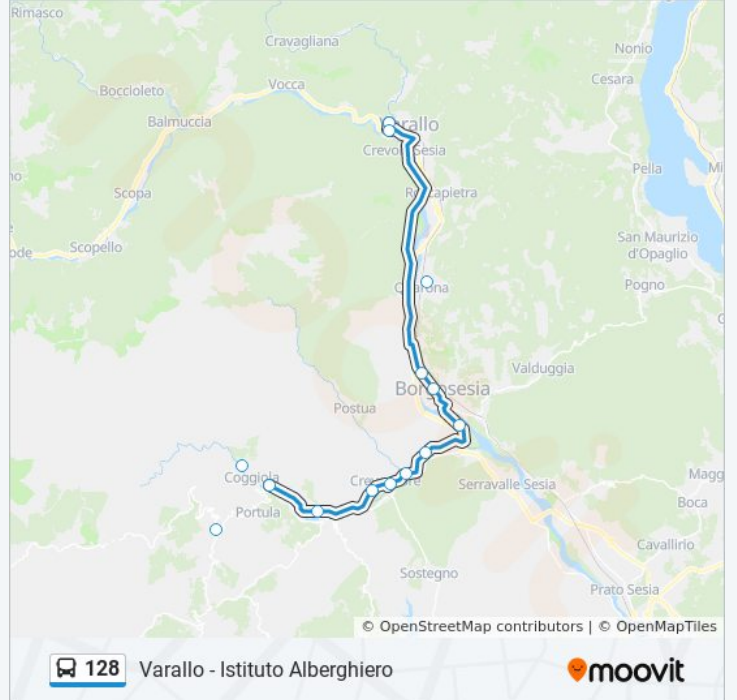 Rimasco
Cravagliana
Nonio
Cesara
Boccioleto
Vocca
Balmuccia
Varallo
Crevola Sesia
Pella
Scopa
Roccapietra
San Maurizio
d'Opaglio
Scopello
Quarona
Pogno
Valduggia
Borgosesia
Postua
Coggiola
Crevacuore
Serravalle Sesia
Portula
Boca
Cavallirio
Sostegno
Prato Sesia
© OpenStreetMap contributors | © OpenMapTiles
128 Varallo - Istituto Alberghiero
moovit